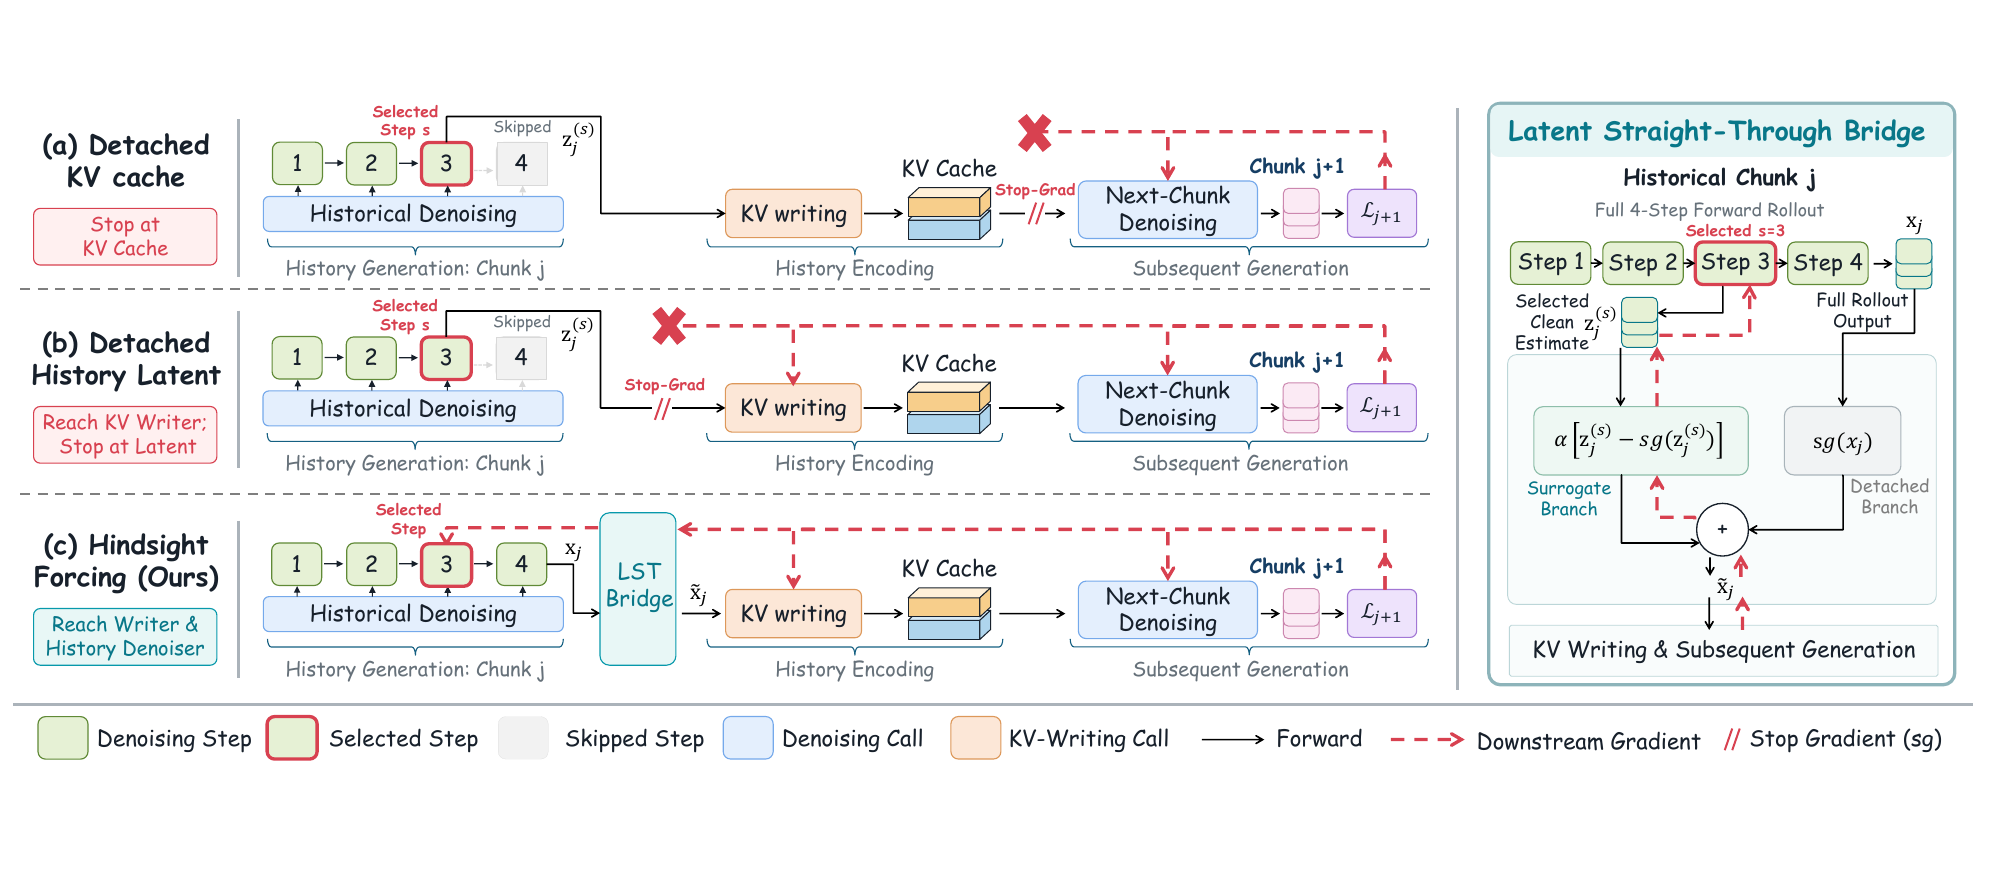 (a) Detached
KV cache
Stop at
KV Cache
Selected
Step s
1
2
3
Skipped
4
z_j^{(s)}
Historical Denoising
History Generation: Chunk j
KV writing
KV Cache
History Encoding
Stop-Grad
Next-Chunk
Denoising
Chunk j+1
ℒ_{j+1}
Subsequent Generation
(b) Detached
History Latent
Reach KV Writer;
Stop at Latent
Selected
Step s
1
2
3
Skipped
4
z_j^{(s)}
Historical Denoising
History Generation: Chunk j
Stop-Grad
KV writing
KV Cache
History Encoding
Next-Chunk
Denoising
Chunk j+1
ℒ_{j+1}
Subsequent Generation
(c) Hindsight
Forcing (Ours)
Reach Writer &
History Denoiser
Selected
Step
1
2
3
4
x_j
Historical Denoising
History Generation: Chunk j
LST
Bridge
x̃_j
KV writing
KV Cache
History Encoding
Next-Chunk
Denoising
Chunk j+1
ℒ_{j+1}
Subsequent Generation
Latent Straight-Through Bridge
Historical Chunk j
Full 4-Step Forward Rollout
Selected s=3
x_j
Step 1
Step 2
Step 3
Step 4
Selected
Clean
Estimate
z_j^{(s)}
Full Rollout
Output
α[z_j^{(s)} − sg(z_j^{(s)})]
sg(x_j)
Surrogate
Branch
Detached
Branch
+
x̃_j
KV Writing & Subsequent Generation
Denoising Step
Selected Step
Skipped Step
Denoising Call
KV-Writing Call
Forward
Downstream Gradient
Stop Gradient (sg)